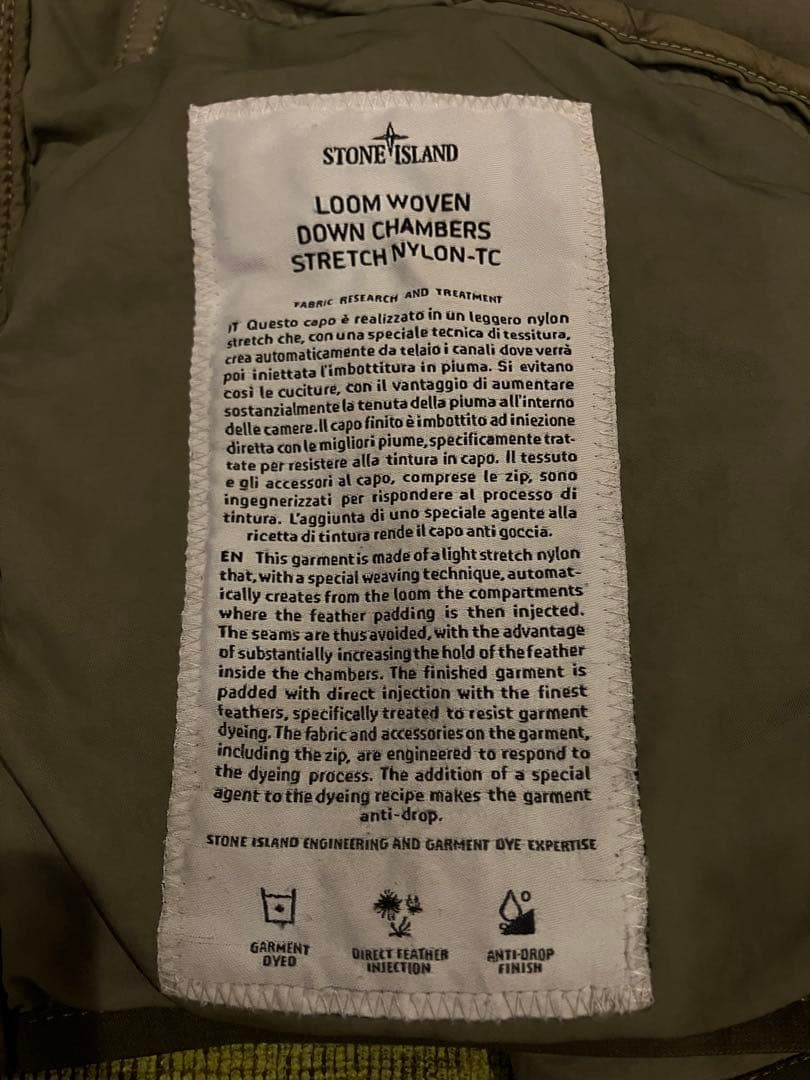 STONE ISLAND
LOOM WOVEN
DOWN CHAMBERS
STRETCH NYLON-TC
FABRIC RESEARCH AND TREATMENT
IT Questo capo è realizzato in un leggero nylon
stretch che, con una speciale tecnica di tessitura,
crea automaticamente da telaio i canali dove verrà
poi iniettata l'imbottitura in piuma. Si evitano
così le cuciture, con il vantaggio di aumentare
sostanzialmente la tenuta della piuma all'interno
delle camere. Il capo finito è imbottito ad iniezione
diretta con le migliori piume, specificamente trat-
tate per resistere alla tintura in capo. Il tessuto
e gli accessori al capo, comprese le zip, sono
ingegnerizzati per rispondere al processo di
tintura. L'aggiunta di uno speciale agente alla
ricetta di tintura rende il capo anti goccia.
EN This garment is made of a light stretch nylon
that, with a special weaving technique, automat-
ically creates from the loom the compartments
where the feather padding is then injected.
The seams are thus avoided, with the advantage
of substantially increasing the hold of the feather
inside the chambers. The finished garment is
padded with direct injection with the finest
feathers, specifically treated to resist garment
dyeing. The fabric and accessories on the garment,
including the zip, are engineered to respond to
the dyeing process. The addition of a special
agent to the dyeing recipe makes the garment
anti-drop.
STONE ISLAND ENGINEERING AND GARMENT DYE EXPERTISE
GARMENT
DYED
DIRECT FEATHER
INJECTION
ANTI-DROP
FINISH